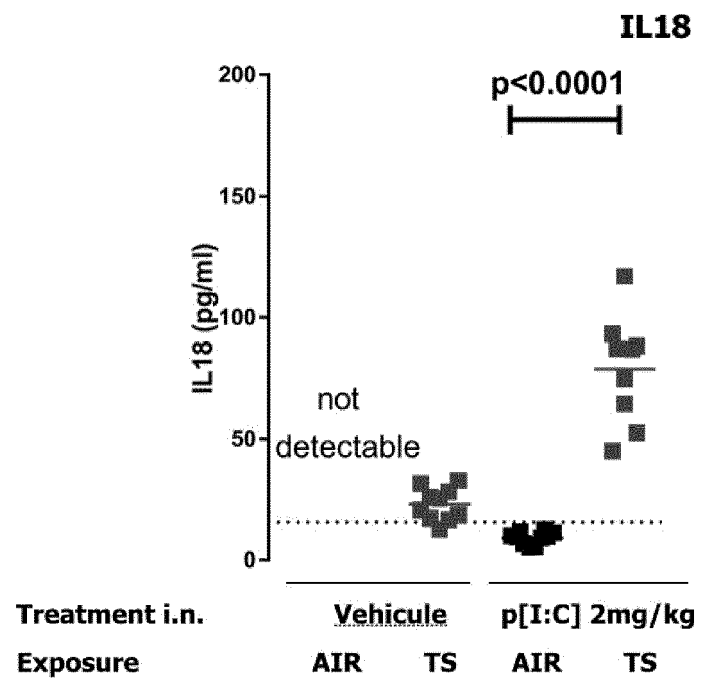 IL18
p<0.0001
200
150
100
50
0
IL18 (pg/ml)
not
detectable
Treatment i.n. Vehicule p[I:C] 2mg/kg
Exposure AIR TS AIR TS